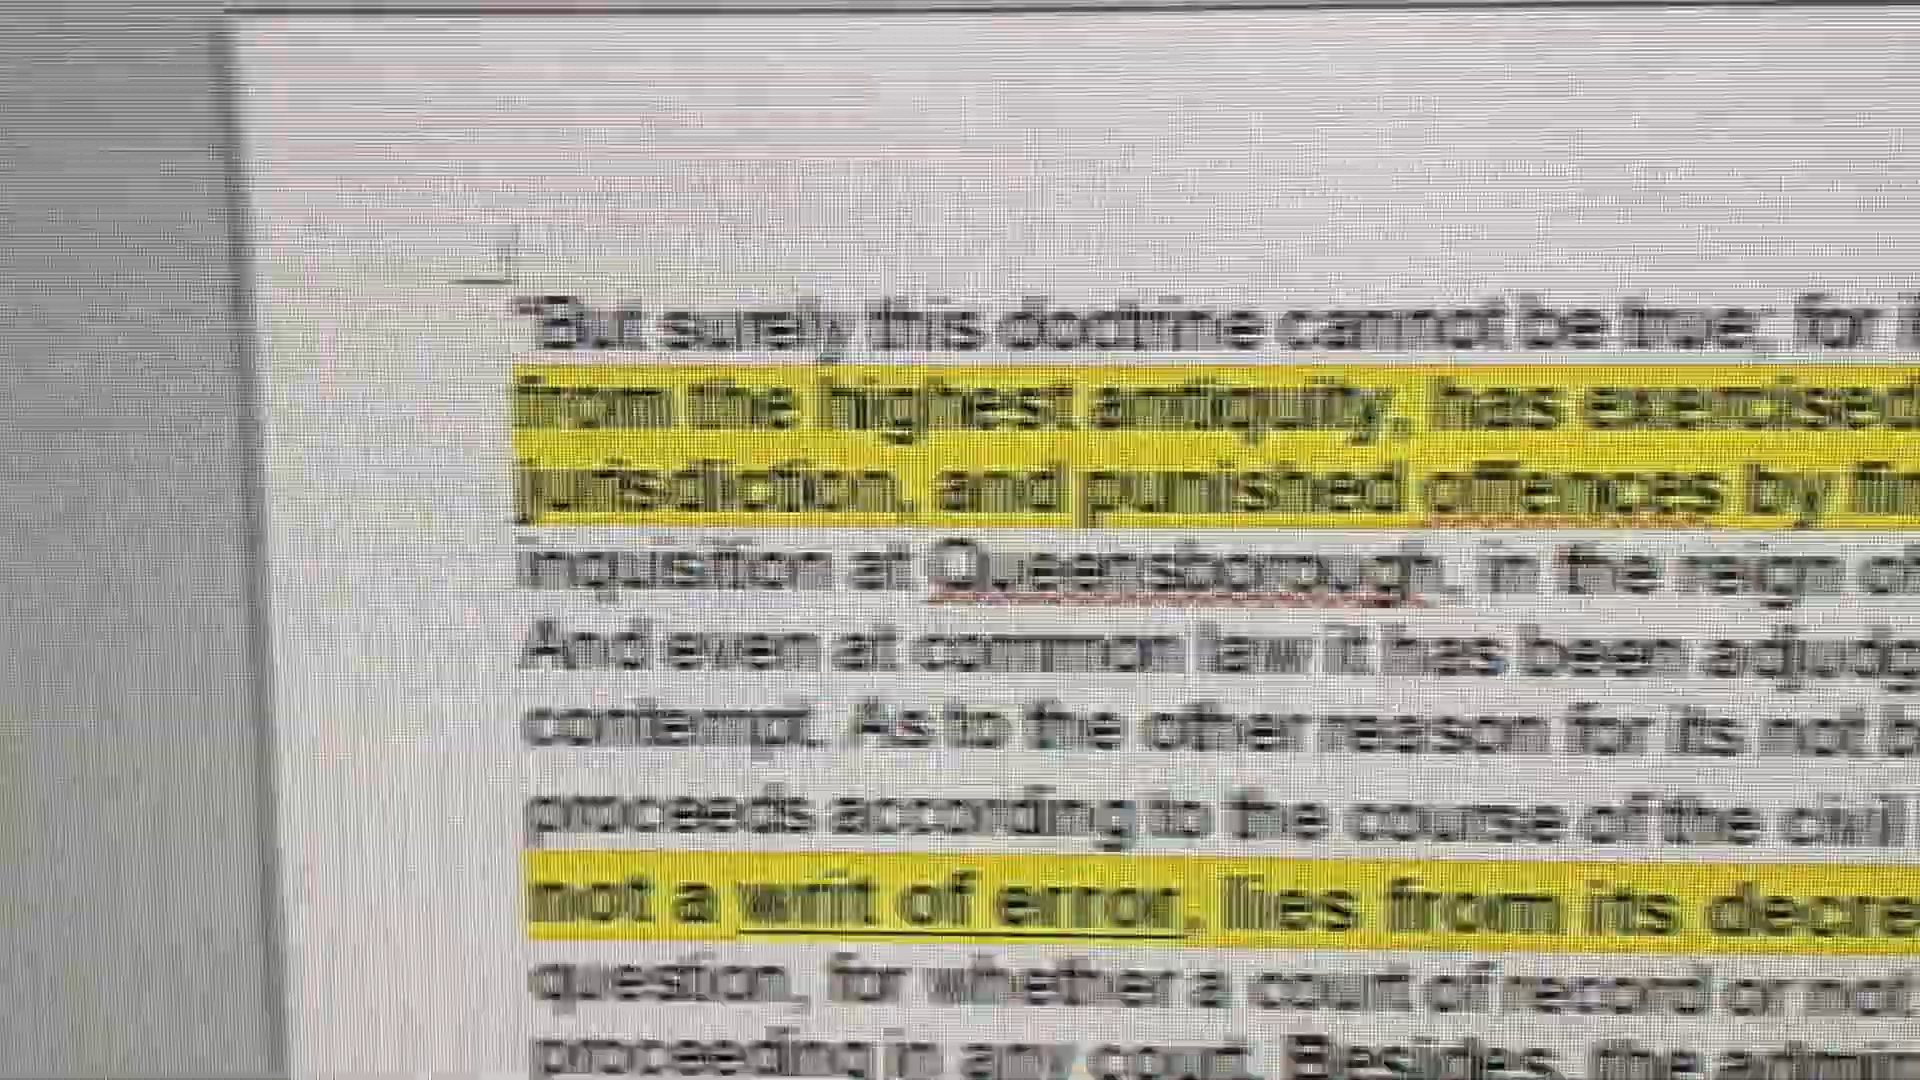 "But surely this doctrine cannot be true; for
from the highest antiquity, has exercised
jurisdiction, and punished offences by
inquisition at Queensborough, in the reign of
And even at common law it has been
contempt. As to the other reason for its not
proceeds according to the course of the civil
not a writ of error, lies from its
question, for whether a court of record or not,
proceeding in any court. Besides, the